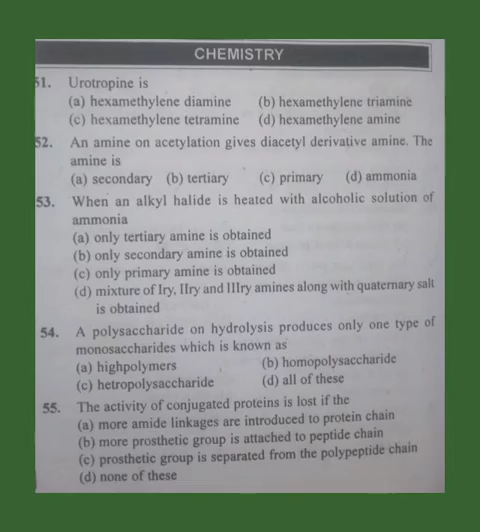 CHEMISTRY
51. Urotropine is
(a) hexamethylene diamine (b) hexamethylene triamine
(c) hexamethylene tetramine (d) hexamethylene amine
52. An amine on acetylation gives diacetyl derivative amine. The
amine is
(a) secondary (b) tertiary (c) primary (d) ammonia
53. When an alkyl halide is heated with alcoholic solution of
ammonia
(a) only tertiary amine is obtained
(b) only secondary amine is obtained
(c) only primary amine is obtained
(d) mixture of Iry, IIry and IIIry amines along with quaternary salt
is obtained
54. A polysaccharide on hydrolysis produces only one type of
monosaccharides which is known as
(a) highpolymers (b) homopolysaccharide
(c) hetropolysaccharide (d) all of these
55. The activity of conjugated proteins is lost if the
(a) more amide linkages are introduced to protein chain
(b) more prosthetic group is attached to peptide chain
(c) prosthetic group is separated from the polypeptide chain
(d) none of these